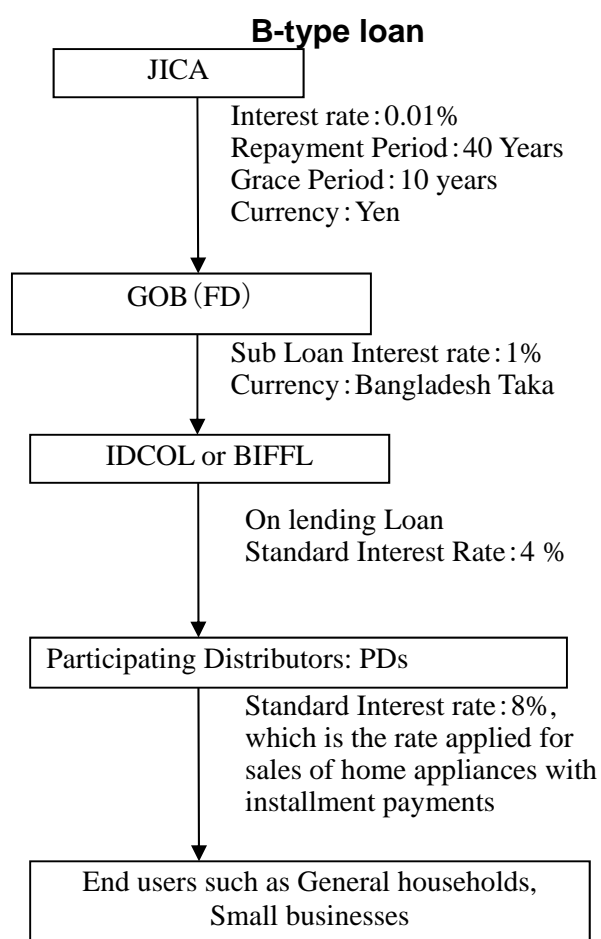 B-type loan
JICA
Interest rate:0.01%
Repayment Period:40 Years
Grace Period:10 years
Currency:Yen
GOB(FD)
Sub Loan Interest rate:1%
Currency:Bangladesh Taka
IDCOL or BIFFL
On lending Loan
Standard Interest Rate:4 %
Participating Distributors: PDs
Standard Interest rate:8%,
which is the rate applied for
sales of home appliances with
installment payments
End users such as General households,
Small businesses